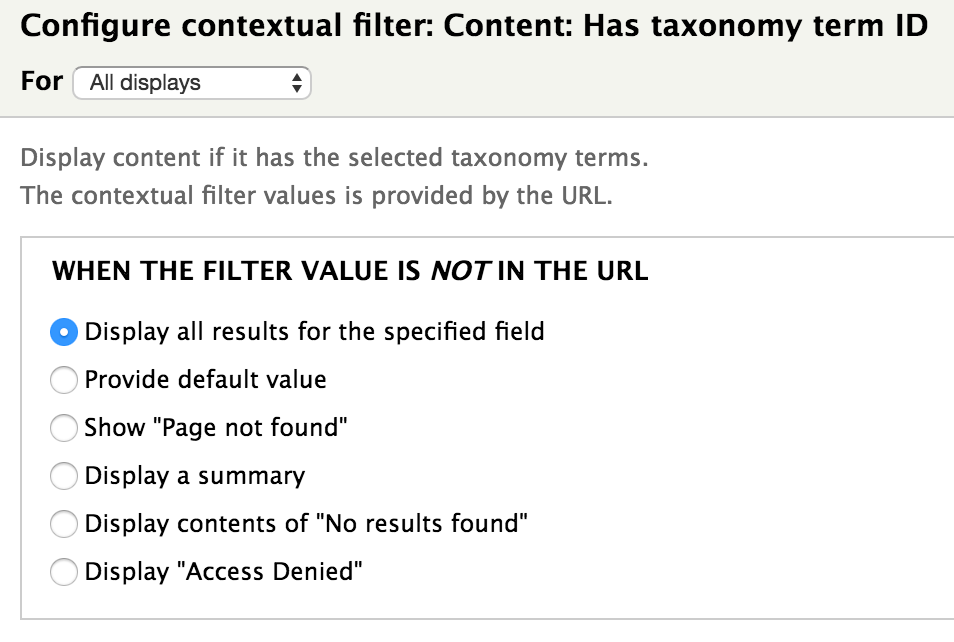 Configure contextual filter: Content: Has taxonomy term ID
For All displays
Display content if it has the selected taxonomy terms.
The contextual filter values is provided by the URL.
WHEN THE FILTER VALUE IS NOT IN THE URL
Display all results for the specified field
Provide default value
Show "Page not found"
Display a summary
Display contents of "No results found"
Display "Access Denied"